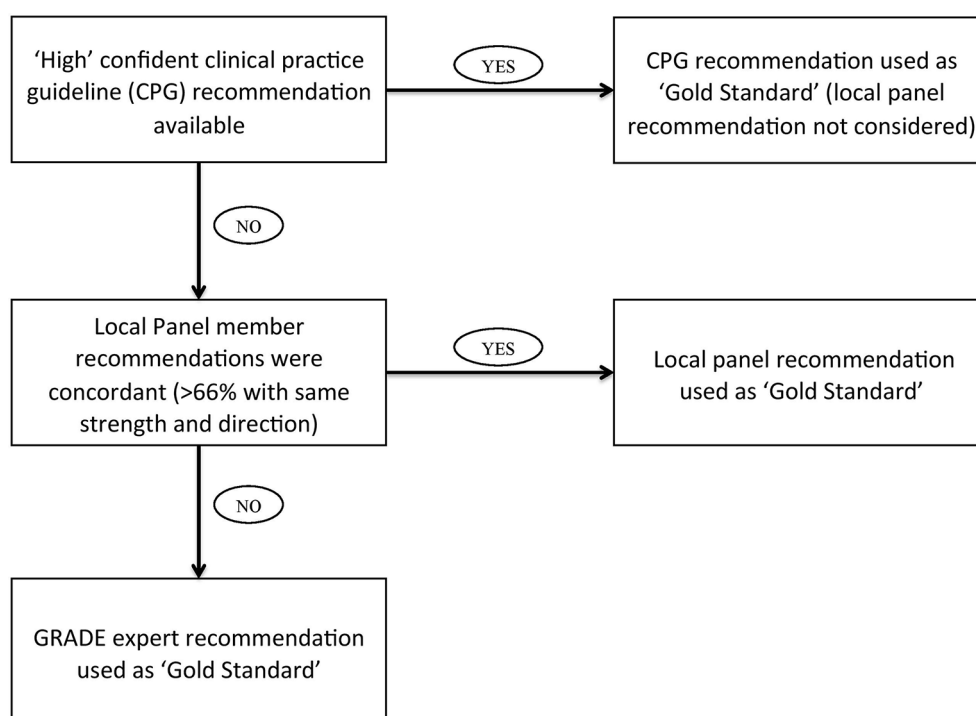 ‘High’ confident clinical practice
guideline (CPG) recommendation
available
YES
CPG recommendation used as
‘Gold Standard’ (local panel
recommendation not considered)
NO
Local Panel member
recommendations were
concordant (>66% with same
strength and direction)
YES
Local panel recommendation
used as ‘Gold Standard’
NO
GRADE expert recommendation
used as ‘Gold Standard’